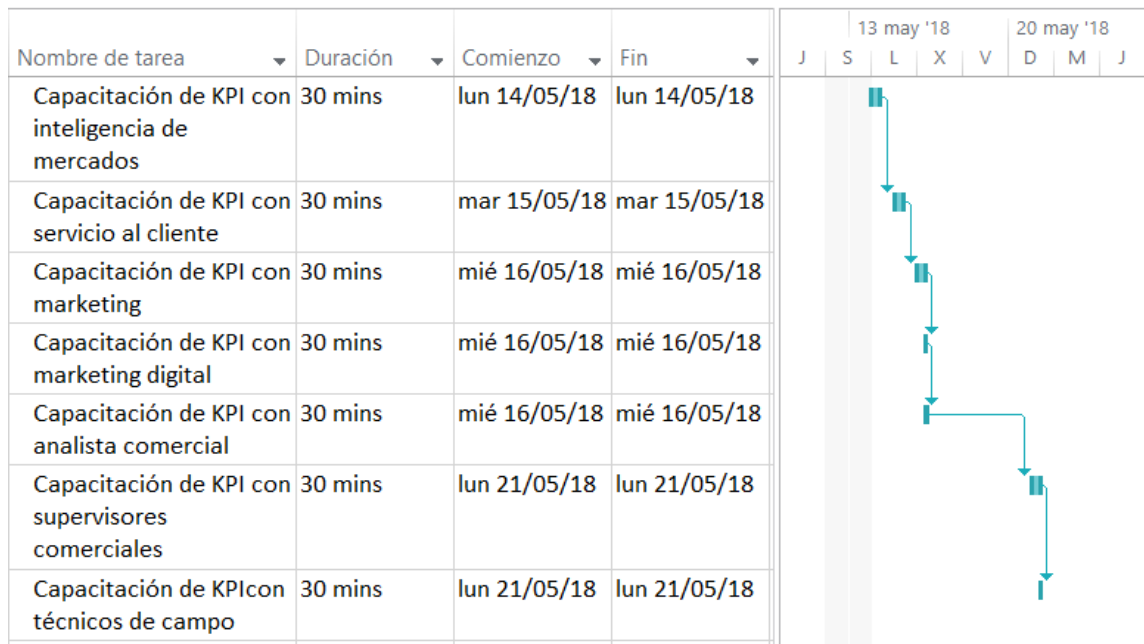 13 may '18 20 may '18
Nombre de tarea Duración Comienzo Fin J S L X V D M J
Capacitación de KPI con 30 mins lun 14/05/18 lun 14/05/18
inteligencia de
mercados
Capacitación de KPI con 30 mins mar 15/05/18 mar 15/05/18
servicio al cliente
Capacitación de KPI con 30 mins mié 16/05/18 mié 16/05/18
marketing
Capacitación de KPI con 30 mins mié 16/05/18 mié 16/05/18
marketing digital
Capacitación de KPI con 30 mins mié 16/05/18 mié 16/05/18
analista comercial
Capacitación de KPI con 30 mins lun 21/05/18 lun 21/05/18
supervisores
comerciales
Capacitación de KPIcon 30 mins lun 21/05/18 lun 21/05/18
técnicos de campo